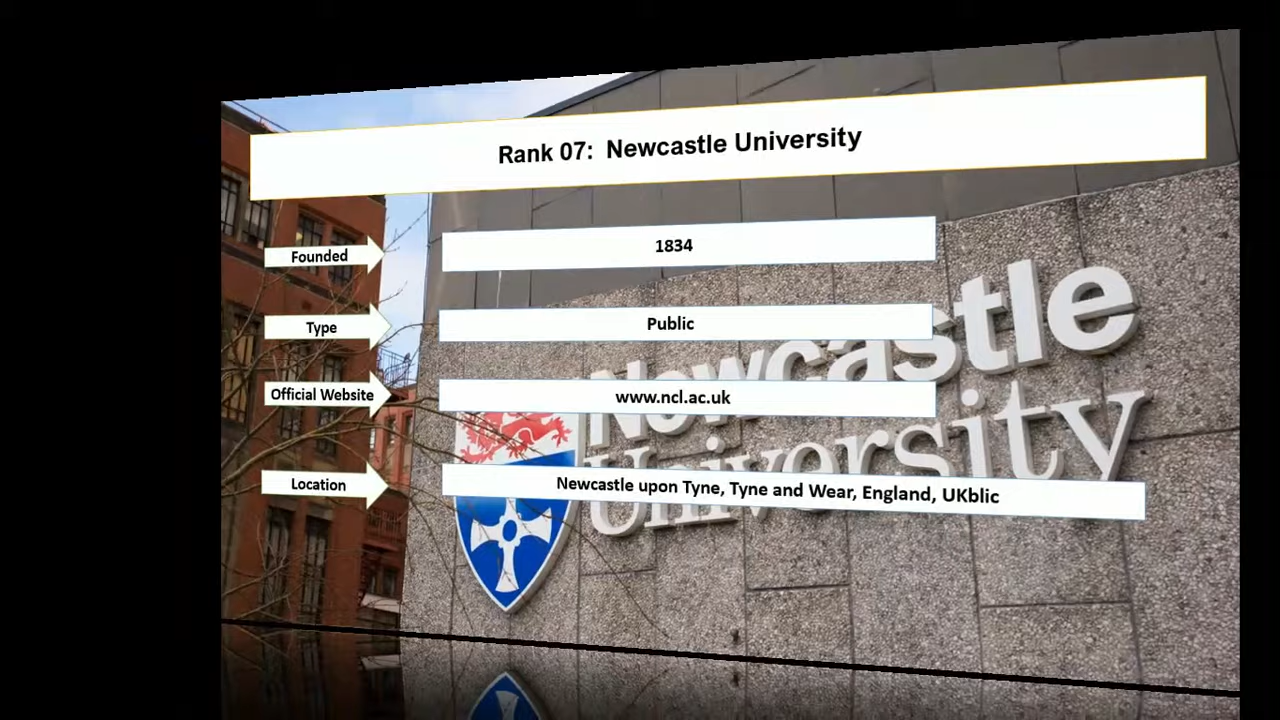 Rank 07: Newcastle University
Founded
1834
Type
Public
Official Website
www.ncl.ac.uk
Location
Newcastle upon Tyne, Tyne and Wear, England, UKblic
Newcastle
University